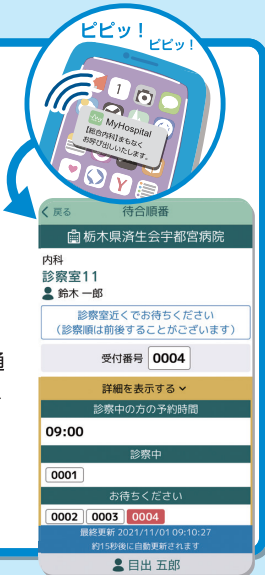 ピピッ!
ピピッ!
1
MyHospital
【総合内科】まもなく
お呼び出しいたします。
Y
戻る 待合順番
栃木県済生会宇都宮病院
内科
診察室11
鈴木 一郎
診察室近くでお待ちください
(診察順は前後することがございます)
受付番号 0004
詳細を表示する
診察中の方の予約時間
09:00
診察中
0001
お待ちください
0002 0003 0004
最終更新 2021/11/01 09:10:27
約15秒後に自動更新されます
目出 五郎